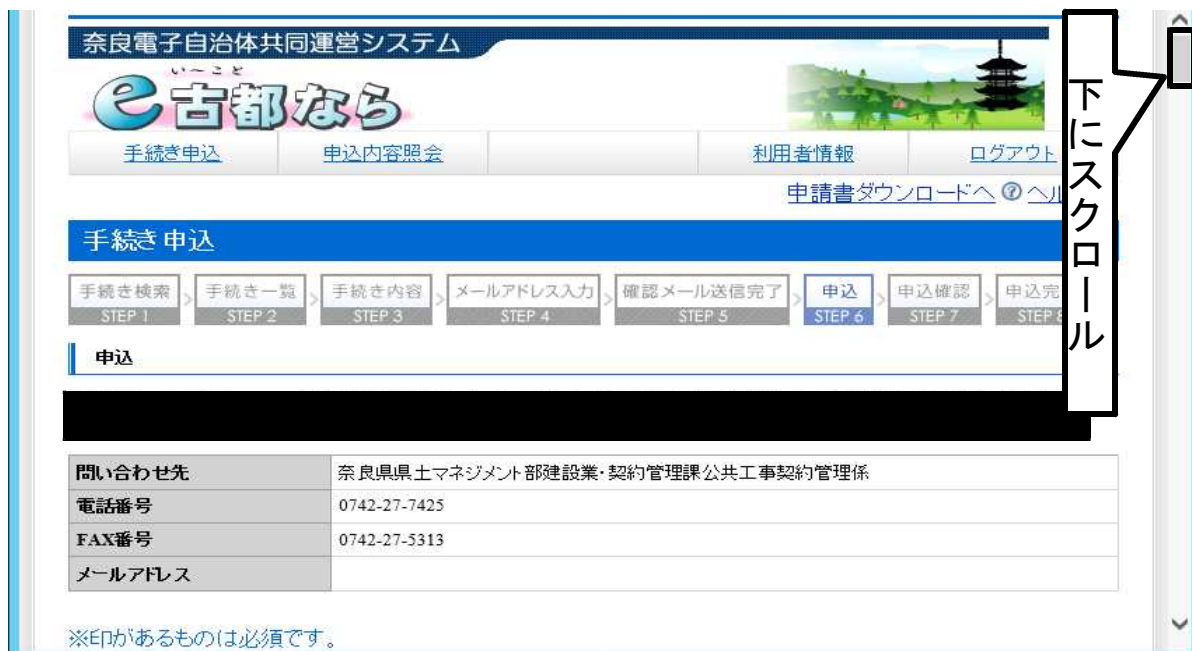 奈良電子自治体共同運営システム
い〜こと
e古都なら
手続き申込 申込内容照会 利用者情報 ログアウト
申請書ダウンロードへ ? ヘル
手続き申込
手続き検索 > 手続き一覧 > 手続き内容 > メールアドレス入力 > 確認メール送信完了 > 申込 > 申込確認 > 申込完
STEP 1 STEP 2 STEP 3 STEP 4 STEP 5 STEP 6 STEP 7 STEP 8
申込
問い合わせ先 奈良県県土マネジメント部建設業・契約管理課公共工事契約管理係
電話番号 0742-27-7425
FAX番号 0742-27-5313
メールアドレス
※印があるものは必須です。
下にスクロール